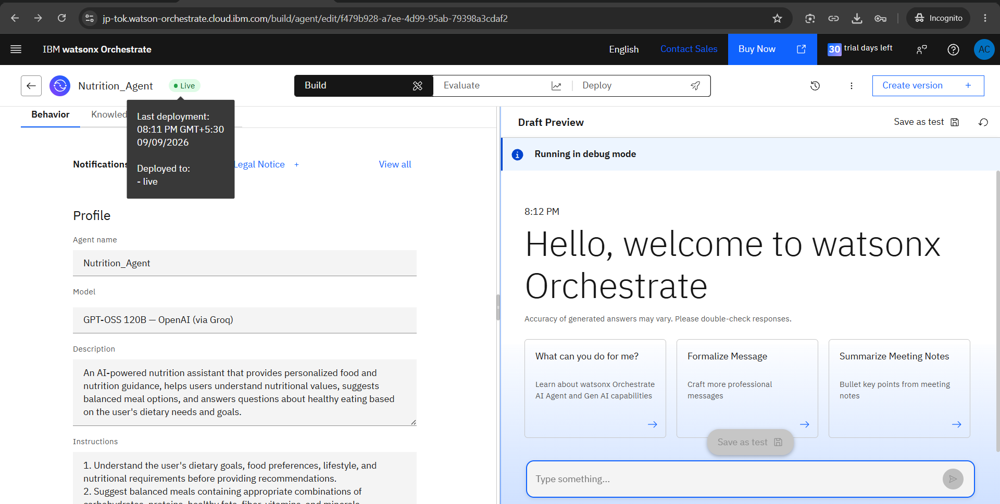 jp-tok.watson-orchestrate.cloud.ibm.com/build/agent/edit/f479b928-a7ee-4d99-95ab-79398a3cdaf2
Incognito
IBM watsonx Orchestrate
English
Contact Sales
Buy Now
30 trial days left
AC
Nutrition_Agent
Live
Build
Evaluate
Deploy
Create version +
Behavior
Knowled
Last deployment:
08:11 PM GMT+5:30
09/09/2026
Deployed to:
- live
Notifications
Legal Notice +
View all
Profile
Agent name
Nutrition_Agent
Model
GPT-OSS 120B — OpenAI (via Groq)
Description
An AI-powered nutrition assistant that provides personalized food and
nutrition guidance, helps users understand nutritional values, suggests
balanced meal options, and answers questions about healthy eating based
on the user's dietary needs and goals.
Instructions
1. Understand the user's dietary goals, food preferences, lifestyle, and
nutritional requirements before providing recommendations.
2. Suggest balanced meals containing appropriate combinations of
carbohydrates, proteins, healthy fats, fiber, vitamins, and minerals
Draft Preview
Save as test
Running in debug mode
8:12 PM
Hello, welcome to watsonx
Orchestrate
Accuracy of generated answers may vary. Please double-check responses.
What can you do for me?
Learn about watsonx Orchestrate
AI Agent and Gen AI capabilities
Formalize Message
Craft more professional
messages
Summarize Meeting Notes
Bullet key points from meeting
notes
Save as test
Type something...